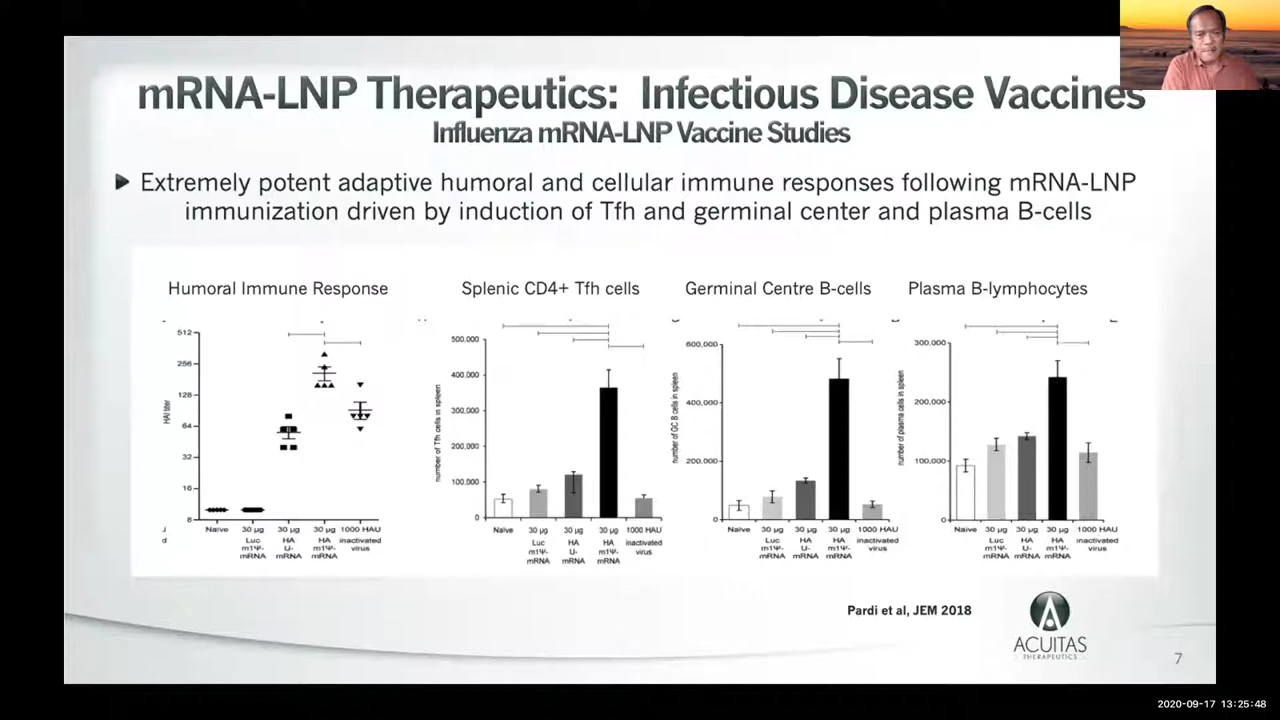 mRNA-LNP Therapeutics: Infectious Disease Vaccines
Influenza mRNA-LNP Vaccine Studies
Extremely potent adaptive humoral and cellular immune responses following mRNA-LNP
immunization driven by induction of Tfh and germinal center and plasma B-cells
Humoral Immune Response
HAI titer
512
256
128
64
32
16
8
Naive 30 µg 30 µg 30 µg 1000 HAU
Luc HA HA inactivated
m1Ψ- U- m1Ψ- virus
mRNA mRNA mRNA
d
Splenic CD4+ Tfh cells
number of Tfh cells in spleen
500,000
400,000
300,000
200,000
100,000
0
Naive 30 µg 30 µg 30 µg 1000 HAU
Luc HA HA inactivated
m1Ψ- U- m1Ψ- virus
mRNA mRNA mRNA
Germinal Centre B-cells
number of GC B cells in spleen
600,000
400,000
200,000
0
Naive 30 µg 30 µg 30 µg 1000 HAU
Luc HA HA inactivated
m1Ψ- U- m1Ψ- virus
mRNA mRNA mRNA
Plasma B-lymphocytes
number of plasma cells in spleen
300,000
200,000
100,000
0
Naive 30 µg 30 µg 30 µg 1000 HAU
Luc HA HA inactivated
m1Ψ- U- m1Ψ- virus
mRNA mRNA mRNA
Pardi et al, JEM 2018
ACUITAS
THERAPEUTICS
7
2020-09-17 13:25:48